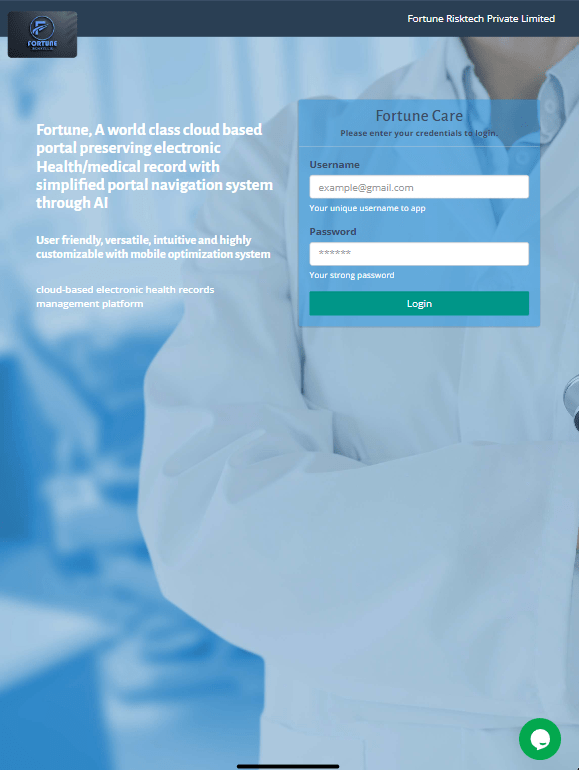 Fortune Risktech Private Limited
FORTUNE
Fortune, A world class cloud based
portal preserving electronic
Health/medical record with
simplified portal navigation system
through AI
User friendly, versatile, intuitive and highly
customizable with mobile optimization system
cloud-based electronic health records
management platform
Fortune Care
Please enter your credentials to login.
Username
example@gmail.com
Your unique username to app
Password
******
Your strong password
Login